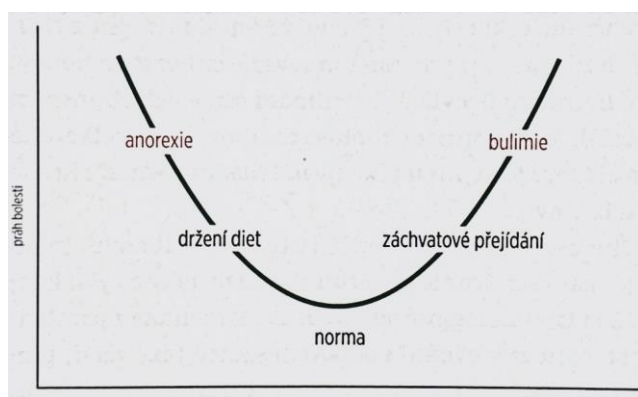 anorexie
bulimie
práh bolesti
držení diet
záchvatové přejídání
norma